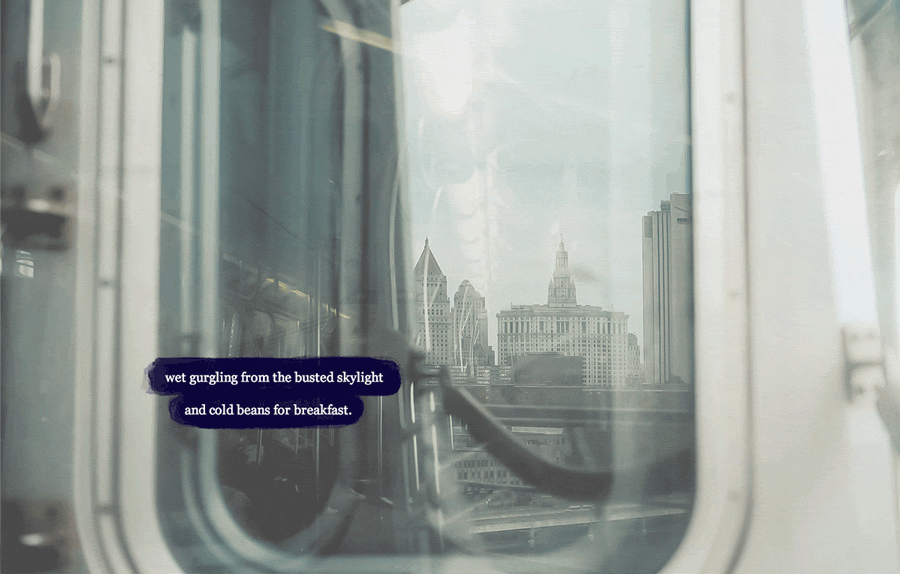 wet gurgling from the busted skylight
and cold beans for breakfast.